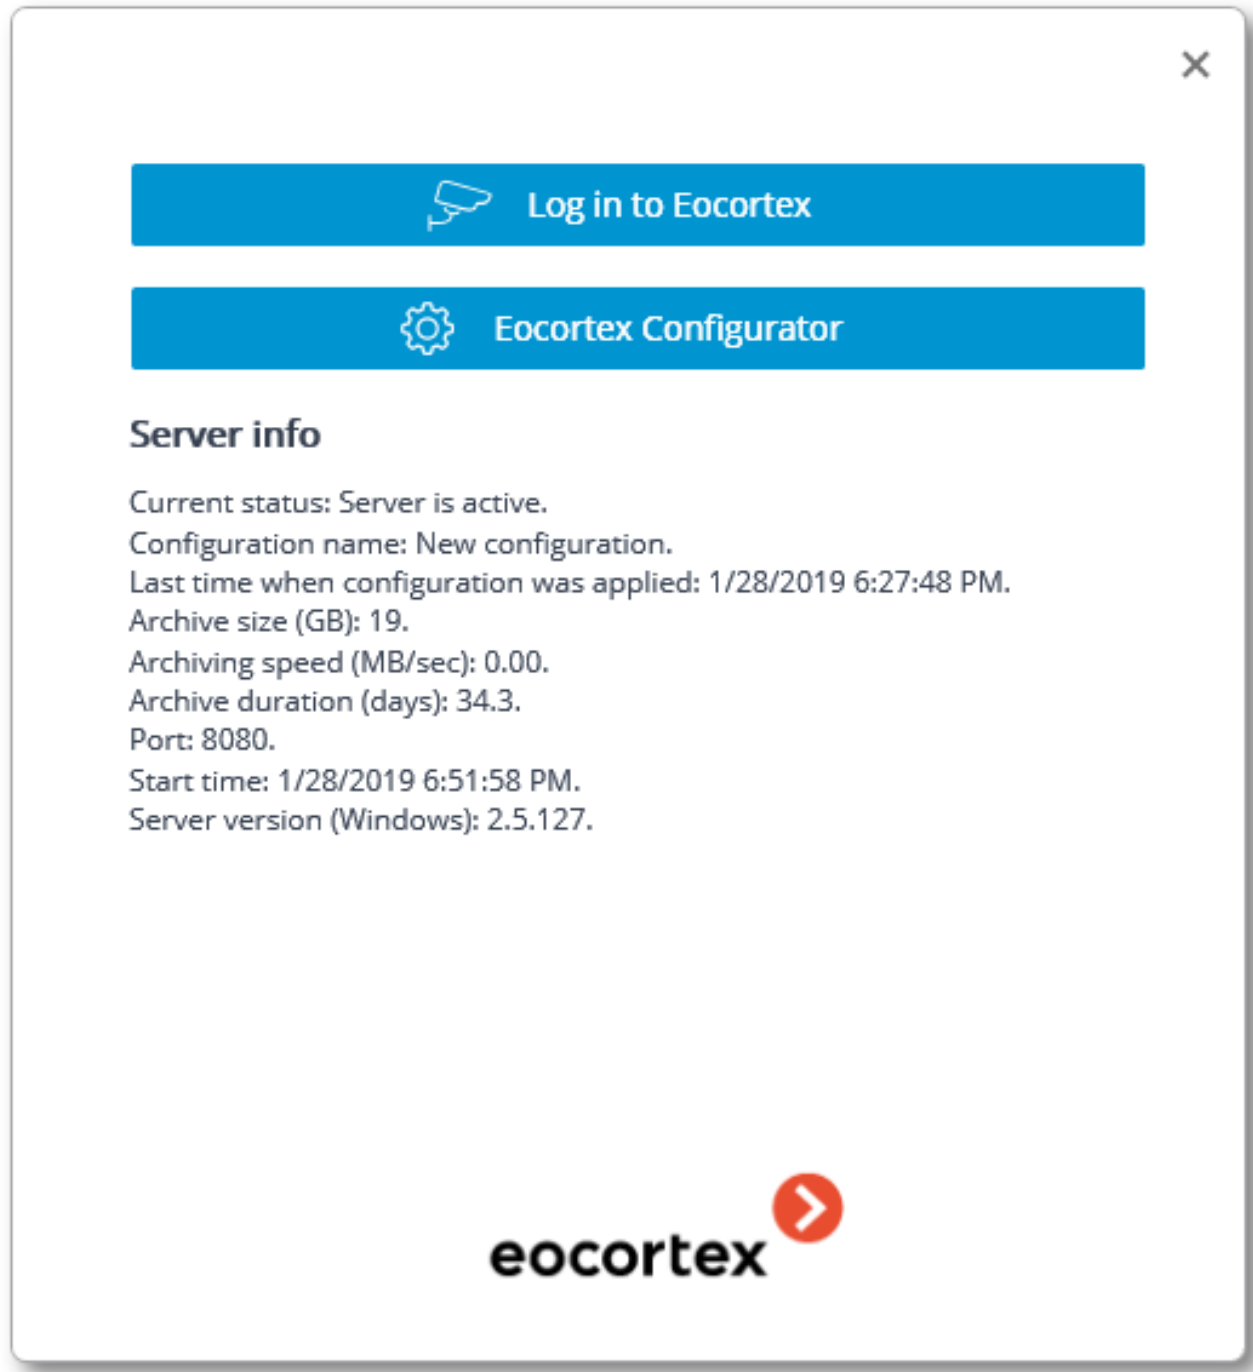 Log in to Eocortex
Eocortex Configurator
Server info
Current status: Server is active.
Configuration name: New configuration.
Last time when configuration was applied: 1/28/2019 6:27:48 PM.
Archive size (GB): 19.
Archiving speed (MB/sec): 0.00.
Archive duration (days): 34.3.
Port: 8080.
Start time: 1/28/2019 6:51:58 PM.
Server version (Windows): 2.5.127.
eocortex